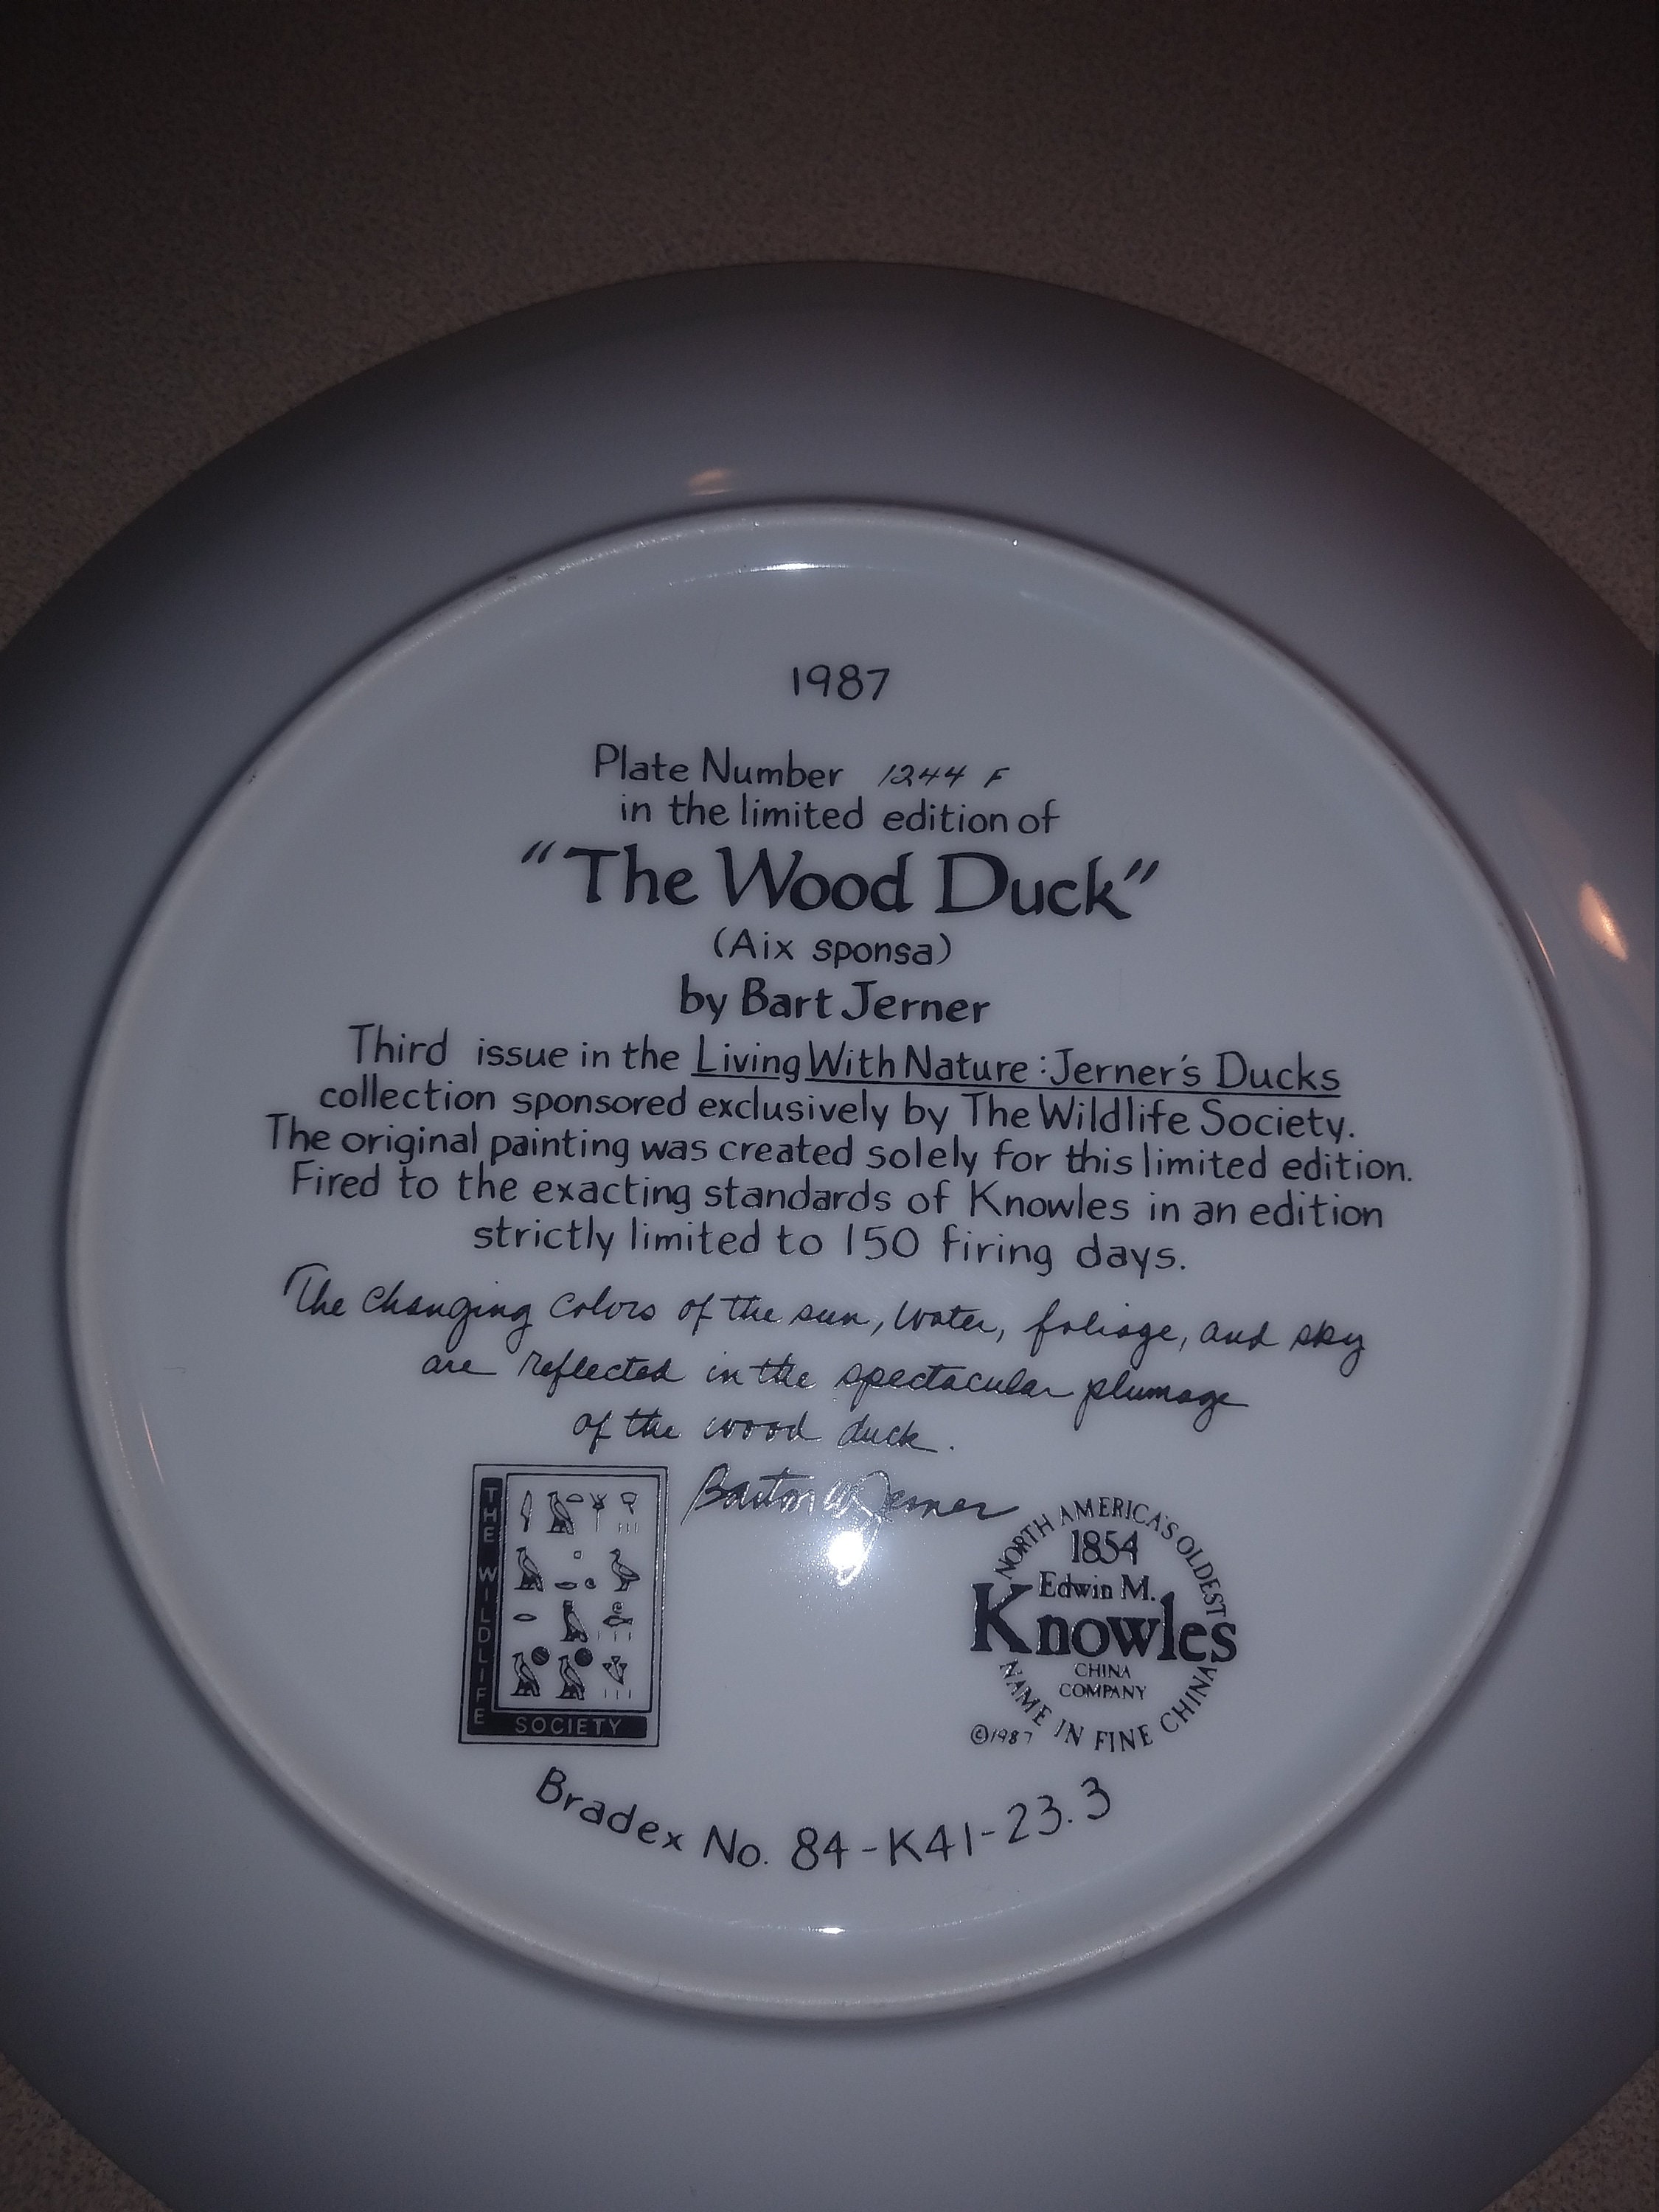 1987
Plate Number 1244 F
in the limited edition of
"The Wood Duck"
(Aix sponsa)
by Bart Jerner
Third issue in the Living With Nature: Jerner's Ducks
collection sponsored exclusively by The Wildlife Society.
The original painting was created solely for this limited edition.
Fired to the exacting standards of Knowles in an edition
strictly limited to 150 firing days.
The changing colors of the sun, water, foliage, and sky
are reflected in the spectacular plumage
of the wood duck.
Barton W. Jerner
THE WILDLIFE
SOCIETY
NORTH AMERICA'S OLDEST
1854
Edwin M.
Knowles
CHINA
COMPANY
NAME IN FINE CHINA
©1987
Bradex No. 84-K41-23.3